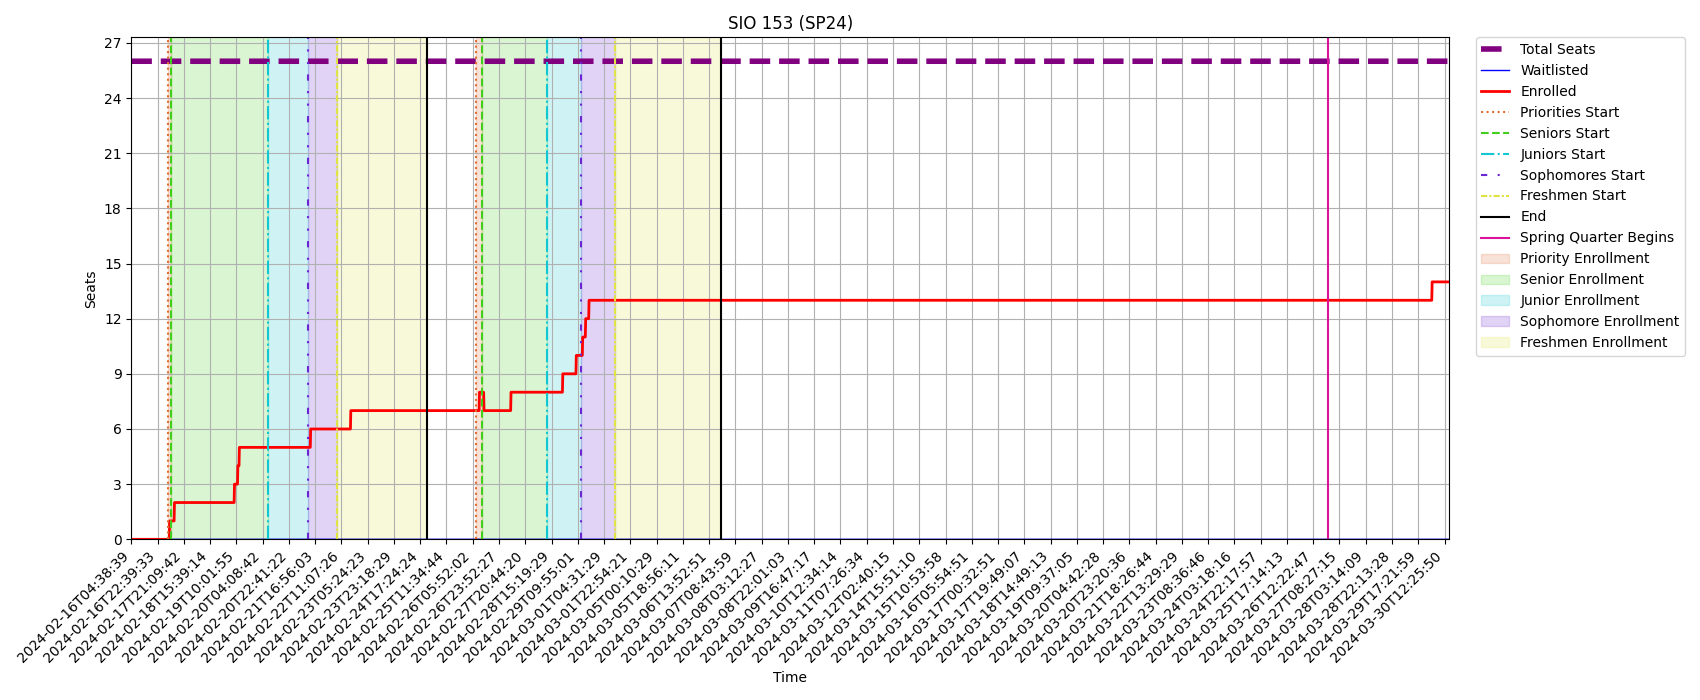 SIO 153 (SP24)
27
24
21
18
15
12
9
6
3
0
Seats
2024-02-16T04:38:39
2024-02-16T22:39:33
2024-02-17T21:09:42
2024-02-18T15:39:14
2024-02-19T10:01:55
2024-02-20T04:08:42
2024-02-20T22:41:22
2024-02-21T16:56:03
2024-02-22T11:07:26
2024-02-23T05:24:23
2024-02-23T23:18:29
2024-02-24T17:24:24
2024-02-25T11:34:44
2024-02-26T05:52:02
2024-02-26T23:52:27
2024-02-27T20:44:20
2024-02-28T15:19:29
2024-02-29T09:55:01
2024-03-01T04:31:29
2024-03-01T22:54:21
2024-03-05T00:10:29
2024-03-05T18:56:11
2024-03-06T13:52:51
2024-03-07T08:43:59
2024-03-08T03:12:27
2024-03-08T22:01:03
2024-03-09T16:47:17
2024-03-10T12:34:14
2024-03-11T07:26:34
2024-03-12T02:40:15
2024-03-14T15:51:10
2024-03-15T10:53:58
2024-03-16T05:54:51
2024-03-17T00:32:51
2024-03-17T19:49:07
2024-03-18T14:49:13
2024-03-19T09:37:05
2024-03-20T04:42:28
2024-03-20T23:20:36
2024-03-21T18:26:44
2024-03-22T13:29:29
2024-03-23T08:36:46
2024-03-24T03:18:16
2024-03-24T22:17:57
2024-03-25T17:14:13
2024-03-26T12:22:47
2024-03-27T08:27:15
2024-03-28T03:14:09
2024-03-28T22:13:28
2024-03-29T17:21:59
2024-03-30T12:25:50
Time
Total Seats
Waitlisted
Enrolled
Priorities Start
Seniors Start
Juniors Start
Sophomores Start
Freshmen Start
End
Spring Quarter Begins
Priority Enrollment
Senior Enrollment
Junior Enrollment
Sophomore Enrollment
Freshmen Enrollment